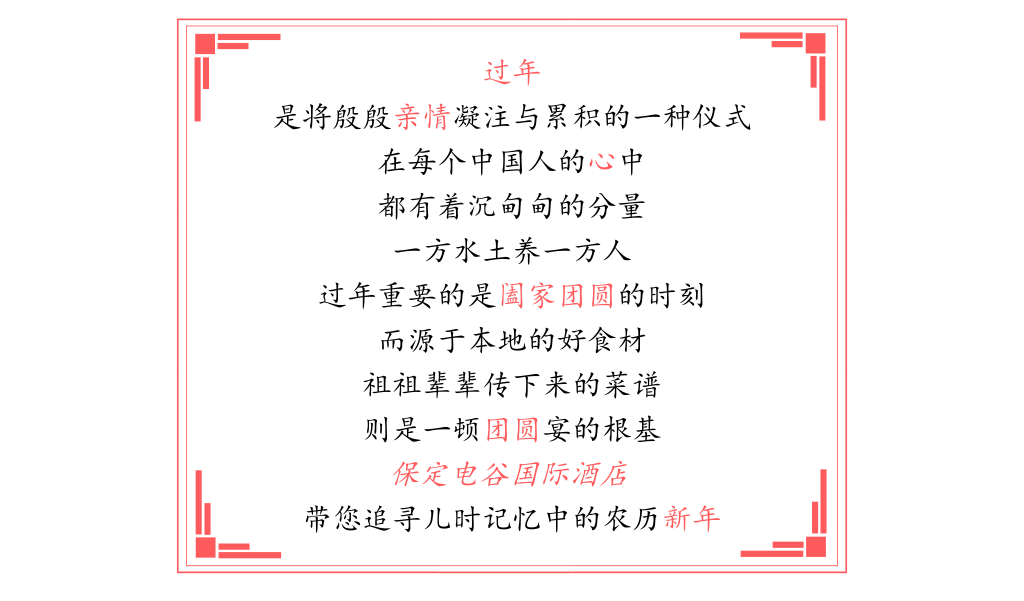 过年
是将殷殷亲情凝注与累积的一种仪式
在每个中国人的心中
都有着沉甸甸的分量
一方水土养一方人
过年重要的是阖家团圆的时刻
而源于本地的好食材
祖祖辈辈传下来的菜谱
则是一顿团圆宴的根基
保定电谷国际酒店
带您追寻儿时记忆中的农历新年